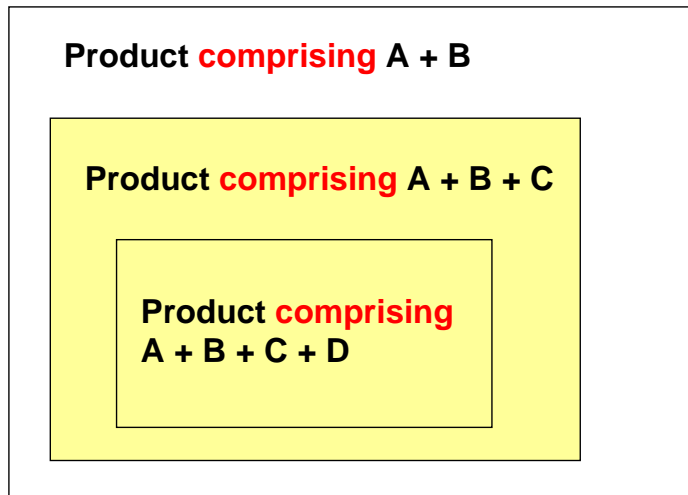 Product comprising A + B
Product comprising A + B + C
Product comprising
A + B + C + D